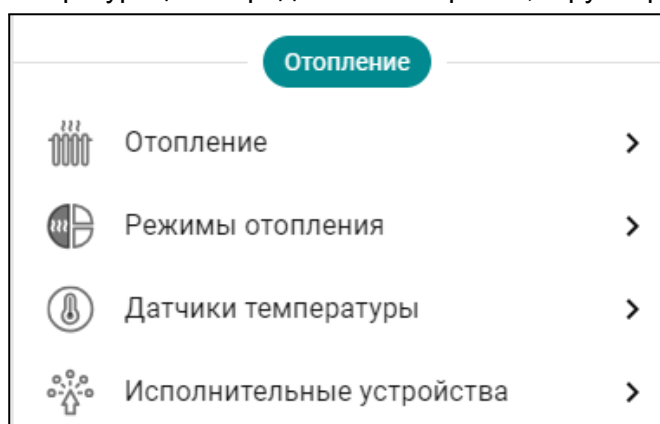 Отопление
Отопление
Режимы отопления
Датчики температуры
Исполнительные устройства